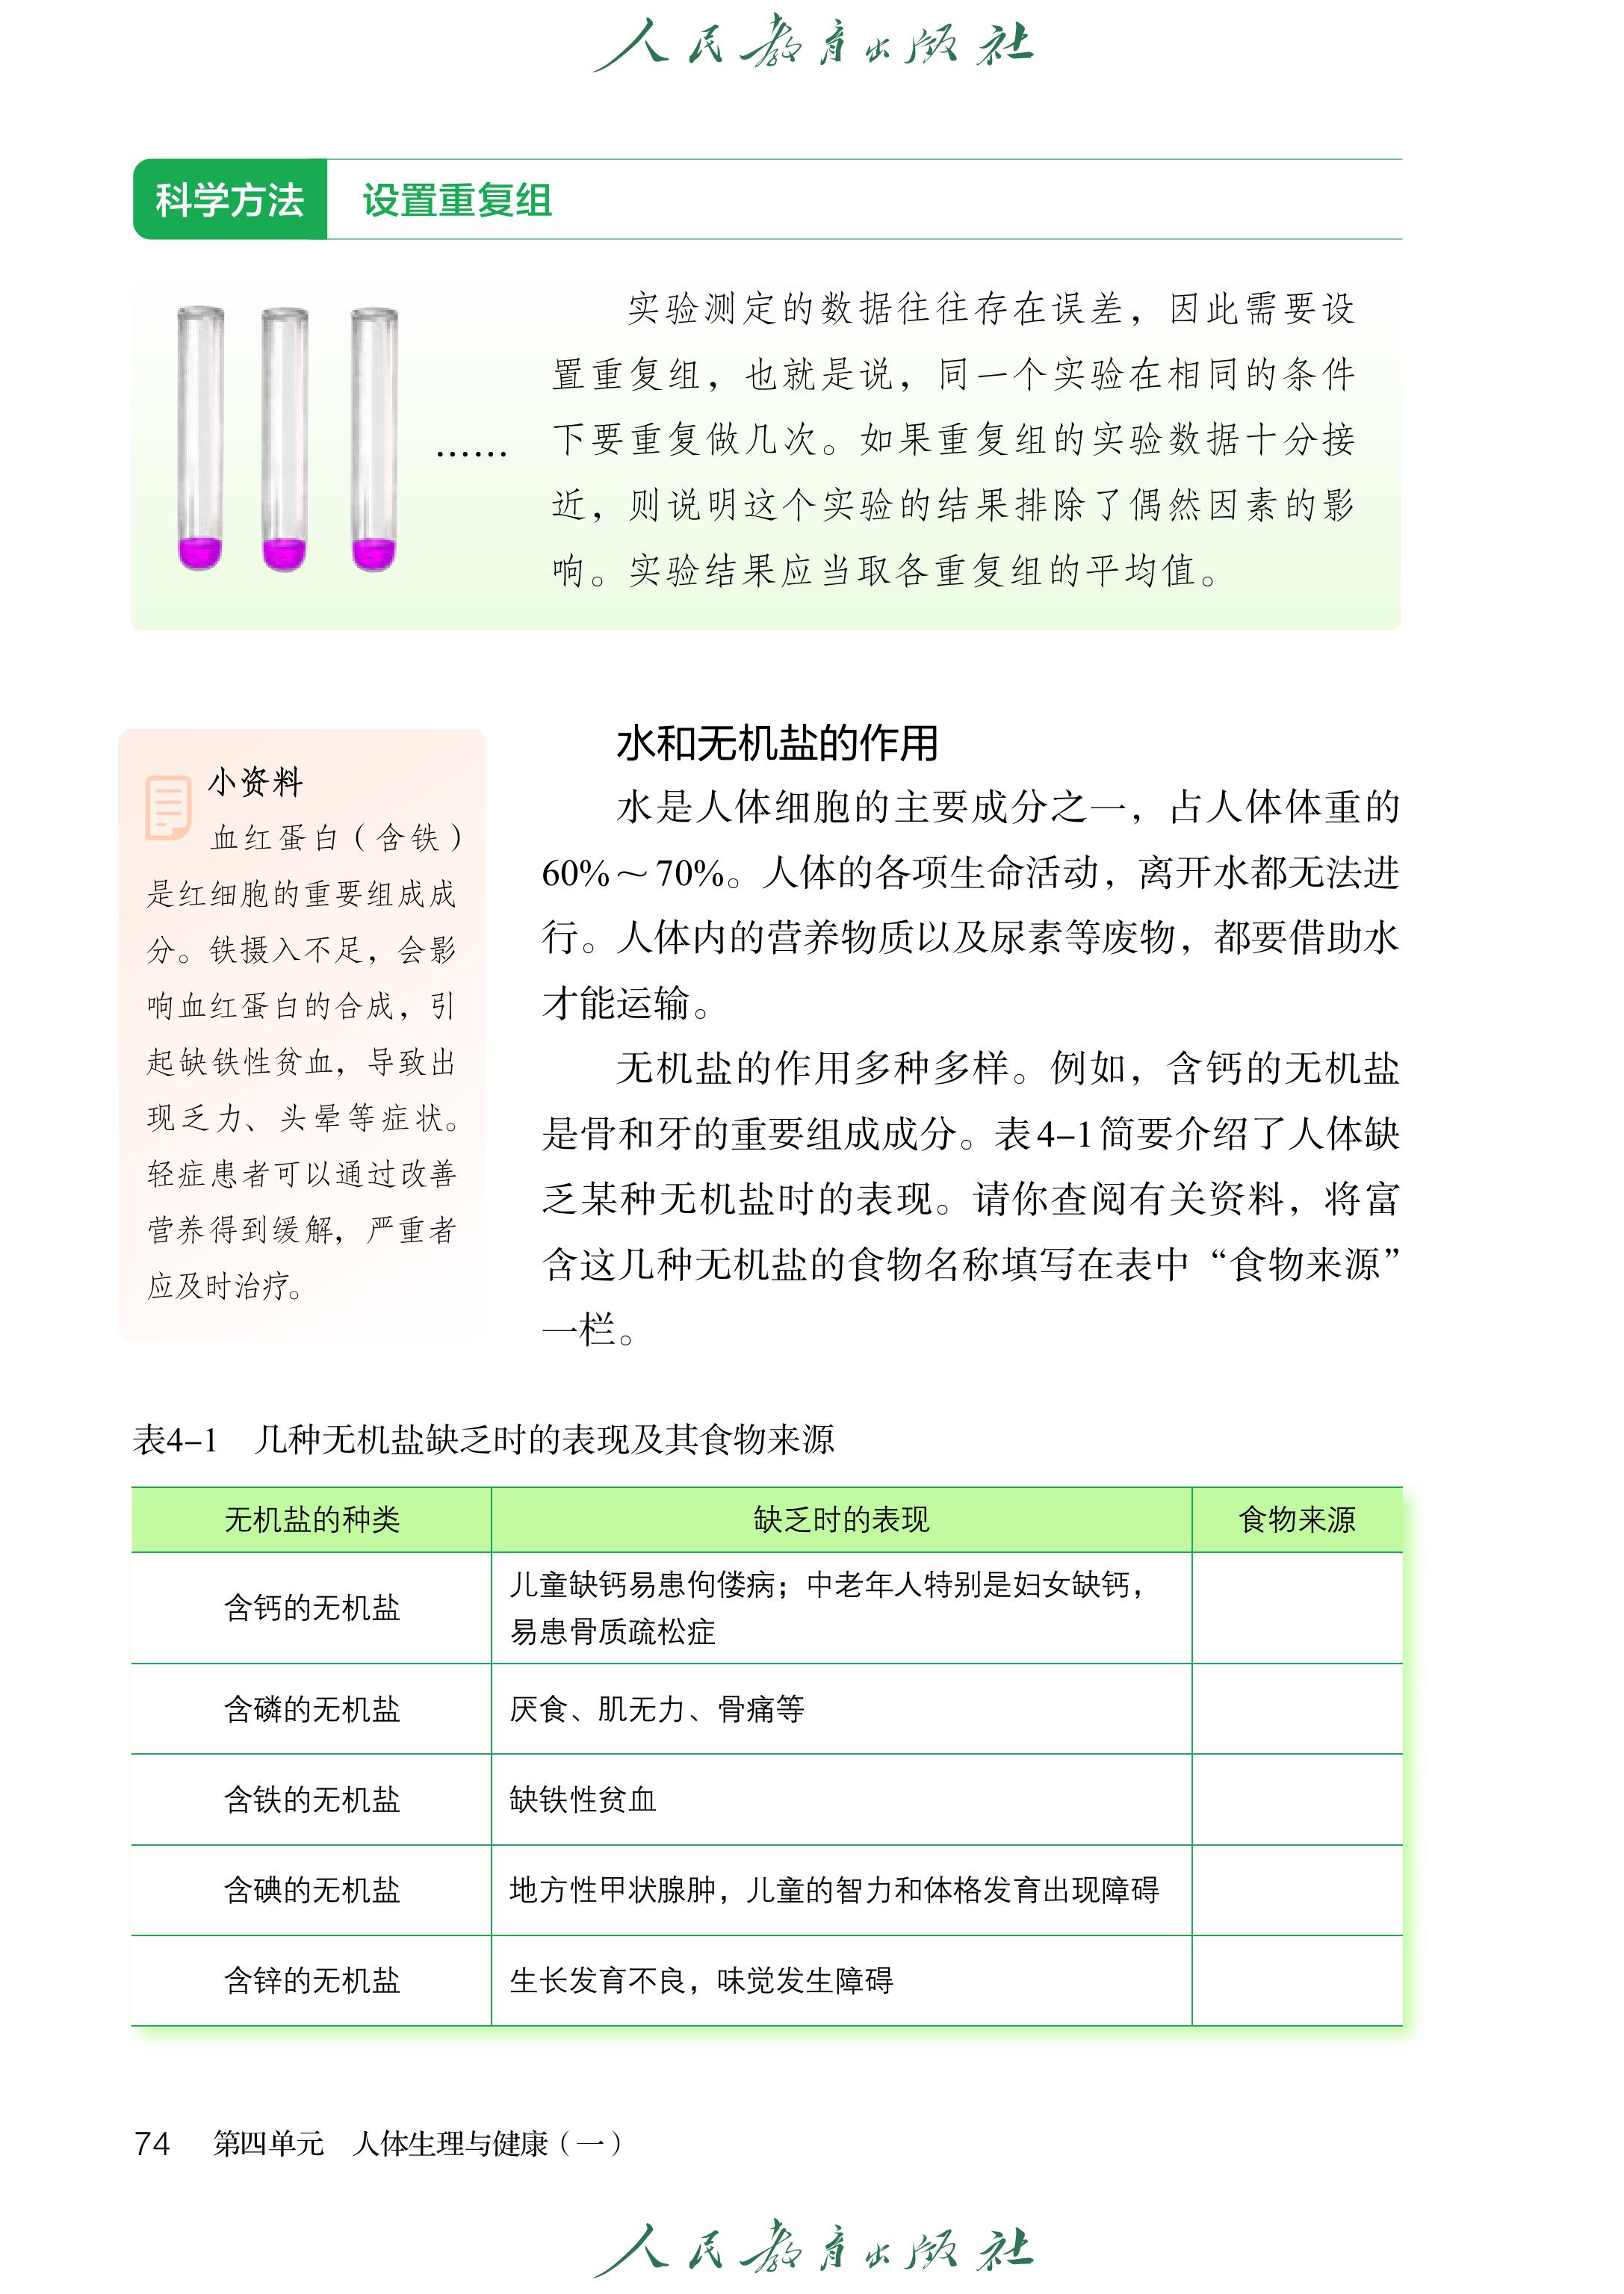 人民教育出版社
科学方法 设置重复组
实验测定的数据往往存在误差，因此需要设
置重复组，也就是说，同一个实验在相同的条件
下要重复做几次。如果重复组的实验数据十分接
近，则说明这个实验的结果排除了偶然因素的影
响。实验结果应当取各重复组的平均值。
……
小资料
血红蛋白（含铁）
是红细胞的重要组成成
分。铁摄入不足，会影
响血红蛋白的合成，引
起缺铁性贫血，导致出
现乏力、头晕等症状。
轻症患者可以通过改善
营养得到缓解，严重者
应及时治疗。
水和无机盐的作用
水是人体细胞的主要成分之一，占人体体重的
60%～70%。人体的各项生命活动，离开水都无法进
行。人体内的营养物质以及尿素等废物，都要借助水
才能运输。
无机盐的作用多种多样。例如，含钙的无机盐
是骨和牙的重要组成成分。表4-1简要介绍了人体缺
乏某种无机盐时的表现。请你查阅有关资料，将富
含这几种无机盐的食物名称填写在表中“食物来源”
一栏。
表4-1 几种无机盐缺乏时的表现及其食物来源
无机盐的种类 缺乏时的表现 食物来源
含钙的无机盐 儿童缺钙易患佝偻病；中老年人特别是妇女缺钙，
易患骨质疏松症
含磷的无机盐 厌食、肌无力、骨痛等
含铁的无机盐 缺铁性贫血
含碘的无机盐 地方性甲状腺肿，儿童的智力和体格发育出现障碍
含锌的无机盐 生长发育不良，味觉发生障碍
74 第四单元 人体生理与健康（一）
人民教育出版社